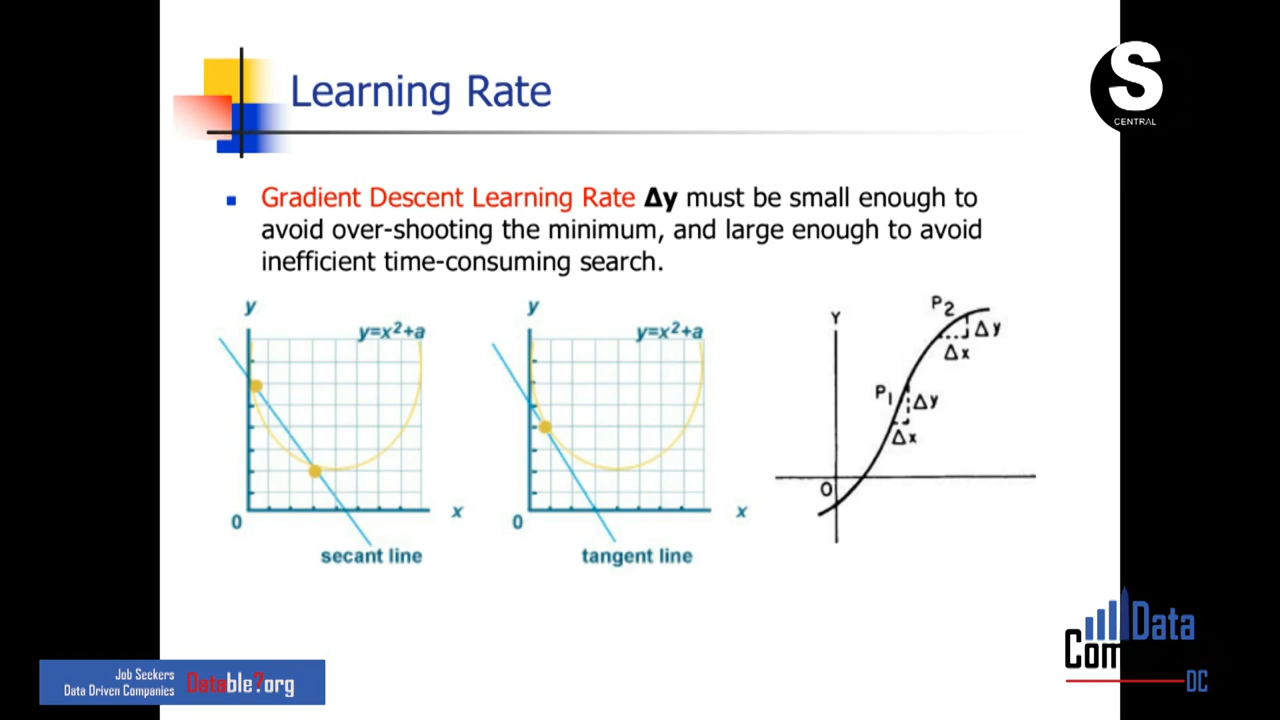 Learning Rate
S
CENTRAL
Gradient Descent Learning Rate Δy must be small enough to
avoid over-shooting the minimum, and large enough to avoid
inefficient time-consuming search.
y
y=x²+a
0
x
secant line
y
y=x²+a
0
x
tangent line
Y
P2
Δy
Δx
P1
Δy
Δx
O
Job Seekers
Data Driven Companies
Datable?org
Data
Com
DC